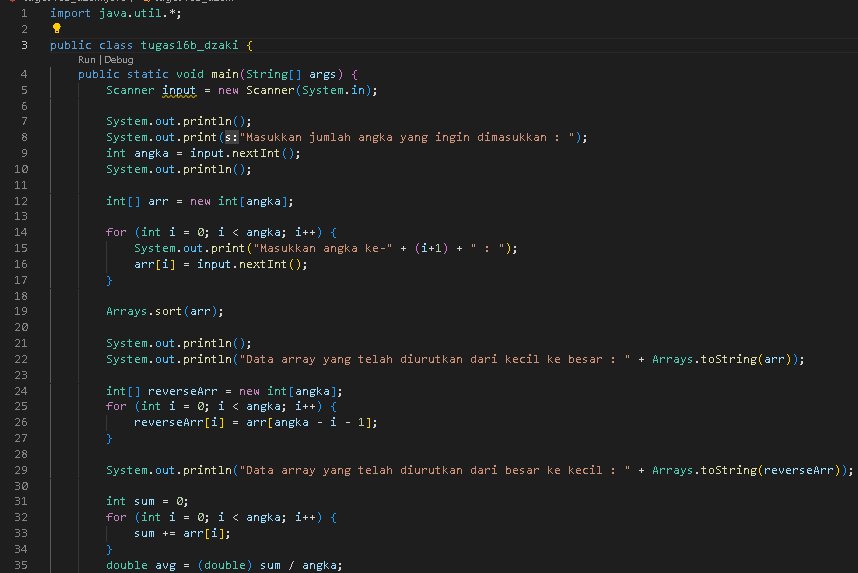 1 import java.util.*;
2
3 public class tugas16b_dzaki {
Run | Debug
4 public static void main(String[] args) {
5 Scanner input = new Scanner(System.in);
6
7 System.out.println();
8 System.out.print(s:"Masukkan jumlah angka yang ingin dimasukkan : ");
9 int angka = input.nextInt();
10 System.out.println();
11
12 int[] arr = new int[angka];
13
14 for (int i = 0; i < angka; i++) {
15 System.out.print("Masukkan angka ke-" + (i+1) + " : ");
16 arr[i] = input.nextInt();
17 }
18
19 Arrays.sort(arr);
20
21 System.out.println();
22 System.out.println("Data array yang telah diurutkan dari kecil ke besar : " + Arrays.toString(arr));
23
24 int[] reverseArr = new int[angka];
25 for (int i = 0; i < angka; i++) {
26 reverseArr[i] = arr[angka - i - 1];
27 }
28
29 System.out.println("Data array yang telah diurutkan dari besar ke kecil : " + Arrays.toString(reverseArr));
30
31 int sum = 0;
32 for (int i = 0; i < angka; i++) {
33 sum += arr[i];
34 }
35 double avg = (double) sum / angka;